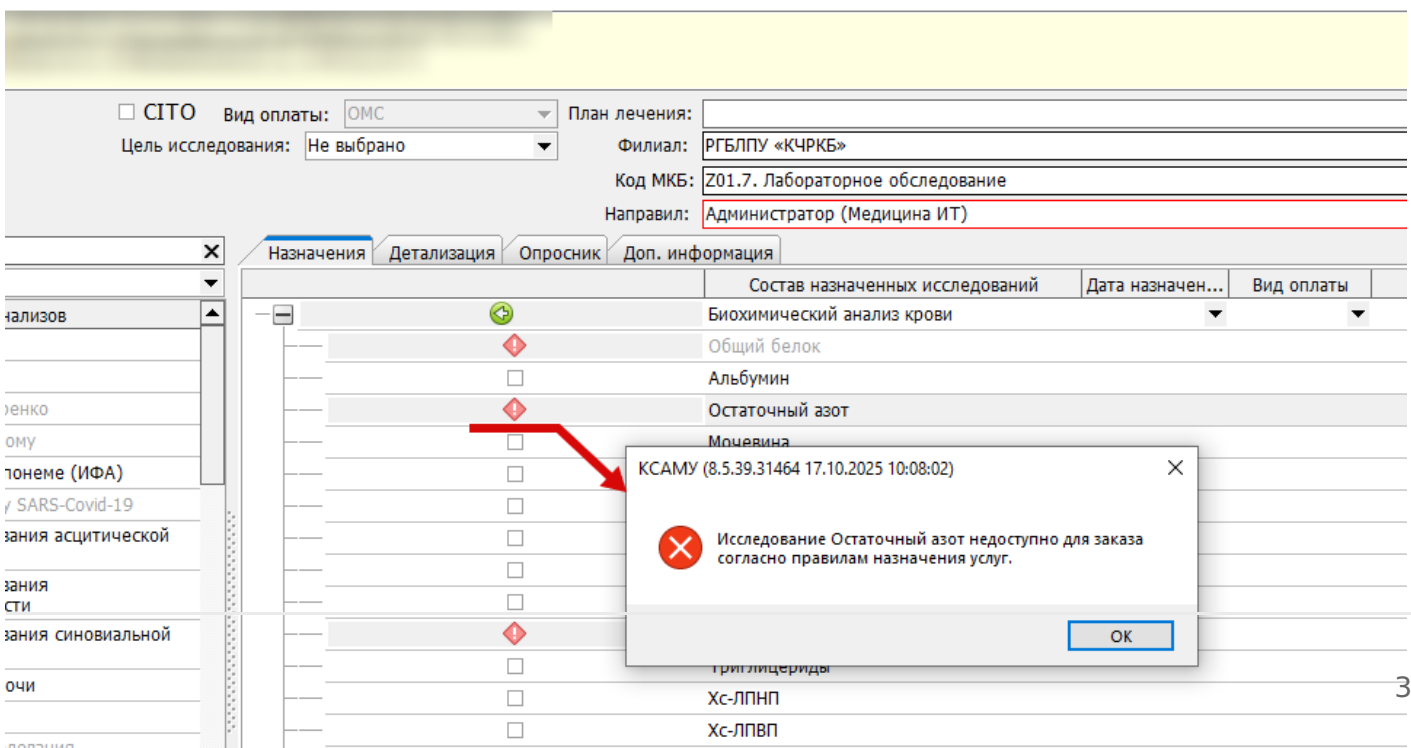 CITO Вид оплаты: ОМС План лечения:
Цель исследования: Не выбрано Филиал: РГБЛПУ «КЧРКБ»
Код МКБ: Z01.7. Лабораторное обследование
Направил: Администратор (Медицина ИТ)
Назначения Детализация Опросник Доп. информация
Состав назначенных исследований Дата назначен... Вид оплаты
нализов Биохимический анализ крови
Общий белок
Альбумин
ренко Остаточный азот
ому Мочевина
понеме (ИФА) КСАМУ (8.5.39.31464 17.10.2025 10:08:02)
у SARS-Covid-19
вания асцитической Исследование Остаточный азот недоступно для заказа
согласно правилам назначения услуг.
вания
сти
вания синовиальной OK
Триглицериды
очи Хс-ЛПНП
3
Хс-ЛПВП